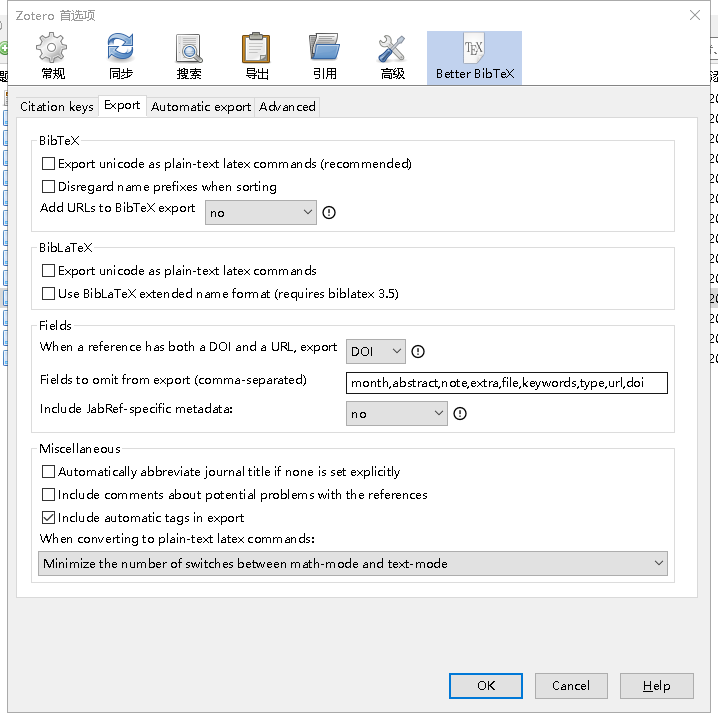 Zotero 首选项
常规 同步 搜索 导出 引用 高级 Better BibTeX
Citation keys Export Automatic export Advanced
BibTeX
Export unicode as plain-text latex commands (recommended)
Disregard name prefixes when sorting
Add URLs to BibTeX export no
BibLaTeX
Export unicode as plain-text latex commands
Use BibLaTeX extended name format (requires biblatex 3.5)
Fields
When a reference has both a DOI and a URL, export DOI
Fields to omit from export (comma-separated) month,abstract,note,extra,file,keywords,type,url,doi
Include JabRef-specific metadata: no
Miscellaneous
Automatically abbreviate journal title if none is set explicitly
Include comments about potential problems with the references
Include automatic tags in export
When converting to plain-text latex commands:
Minimize the number of switches between math-mode and text-mode
OK Cancel Help